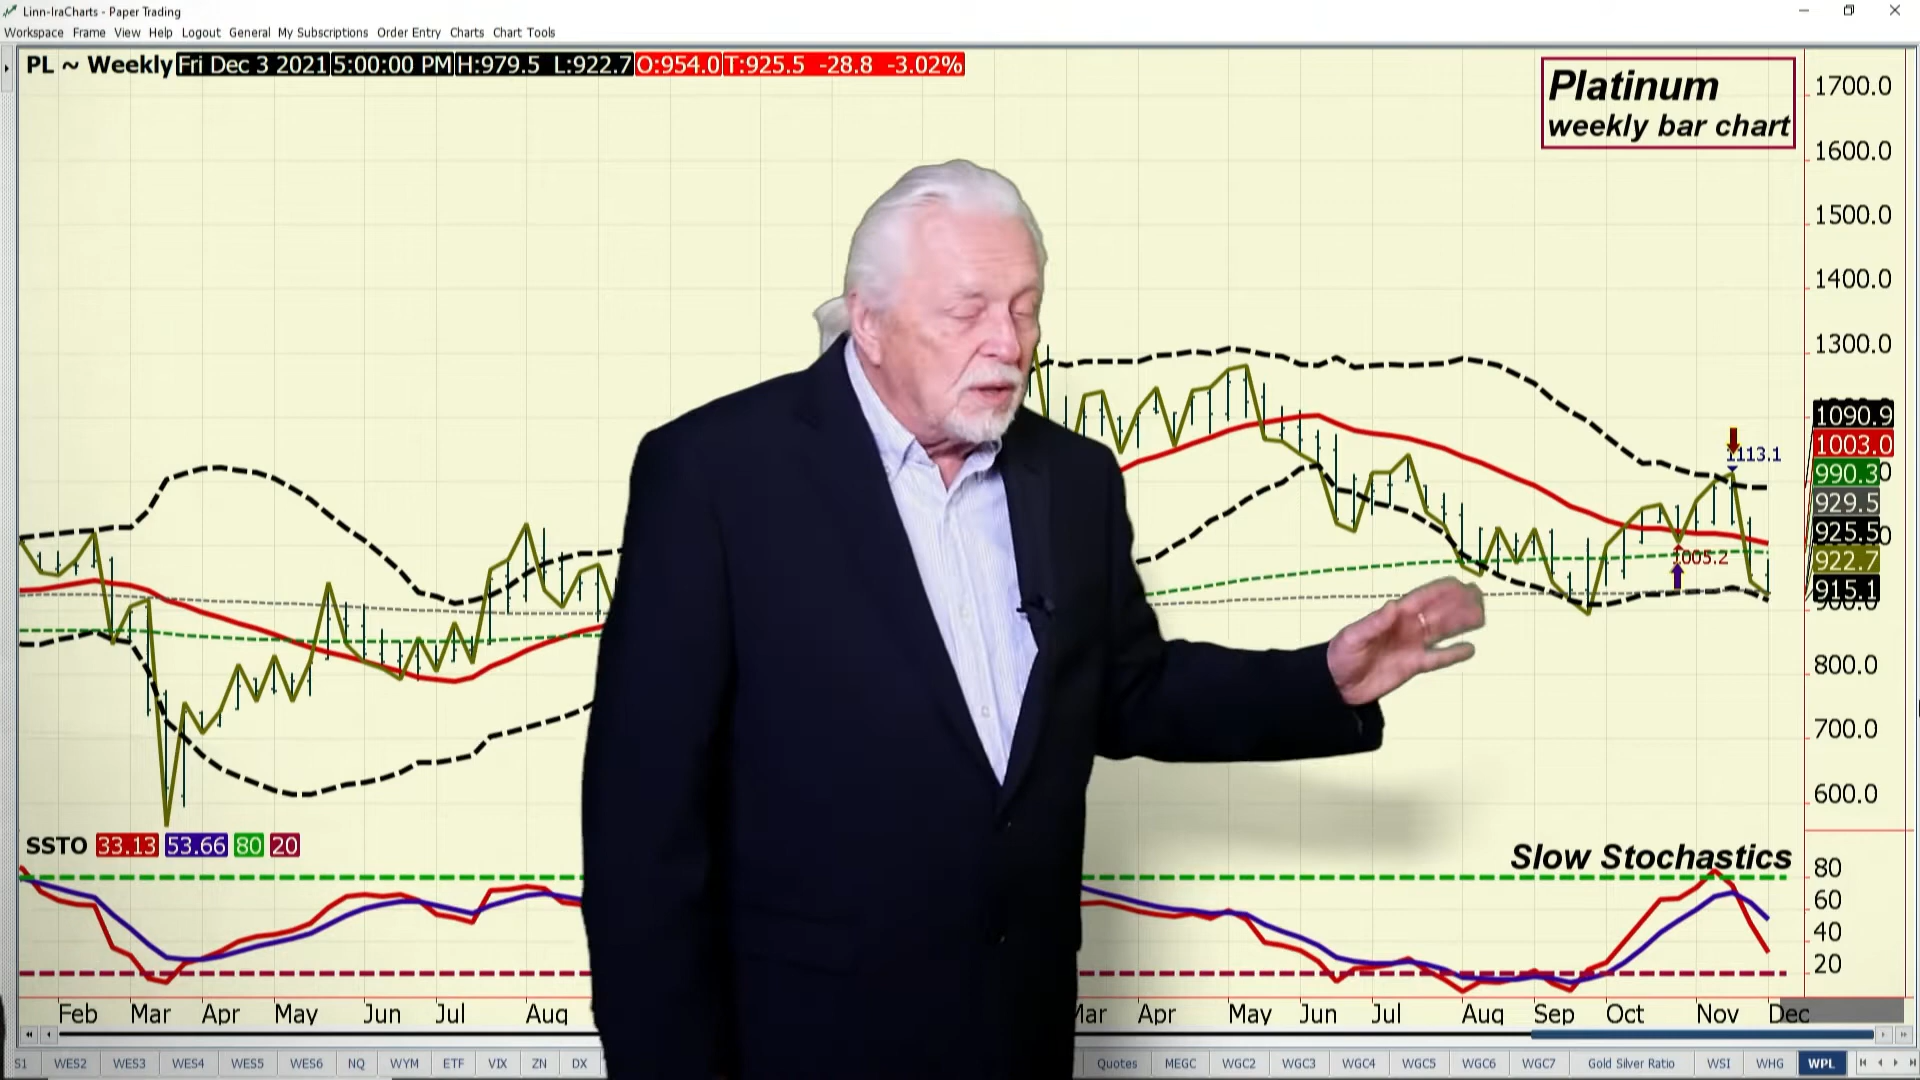 Linn-IraCharts - Paper Trading
Workspace Frame View Help Logout General My Subscriptions Order Entry Charts Chart Tools
PL ~ Weekly Fri Dec 3 2021 5:00:00 PM H:979.5 L:922.7 O:954.0 T:925.5 -28.8 -3.02%
Platinum
weekly bar chart
1700.0
1600.0
1500.0
1400.0
1300.0
1090.9
1003.0
990.3
929.5
925.5
922.7
915.1
800.0
700.0
600.0
1113.1
1005.2
SSTO 33.13 53.66 80 20
Slow Stochastics
80
60
40
20
Feb Mar Apr May Jun Jul Aug Mar Apr May Jun Jul Aug Sep Oct Nov Dec
S1 WES2 WES3 WES4 WES5 WES6 NQ WYM ETF VIX ZN DX Quotes MEGC WGC2 WGC3 WGC4 WGC5 WGC6 WGC7 Gold Silver Ratio WSI WHG WPL